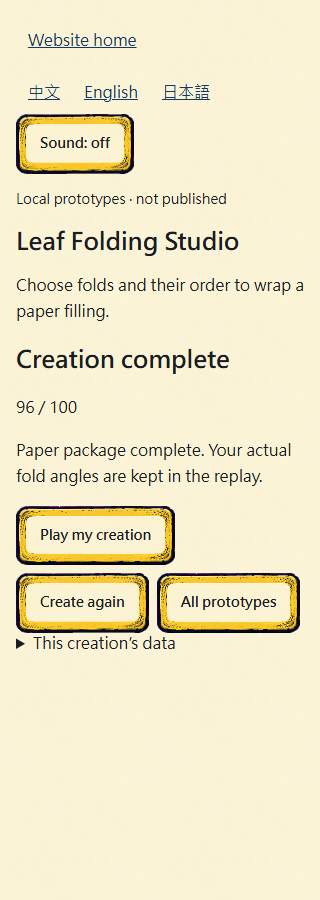 Website home
中文 English 日本語
Sound: off
Local prototypes · not published
Leaf Folding Studio
Choose folds and their order to wrap a
paper filling.
Creation complete
96 / 100
Paper package complete. Your actual
fold angles are kept in the replay.
Play my creation
Create again All prototypes
▶ This creation's data